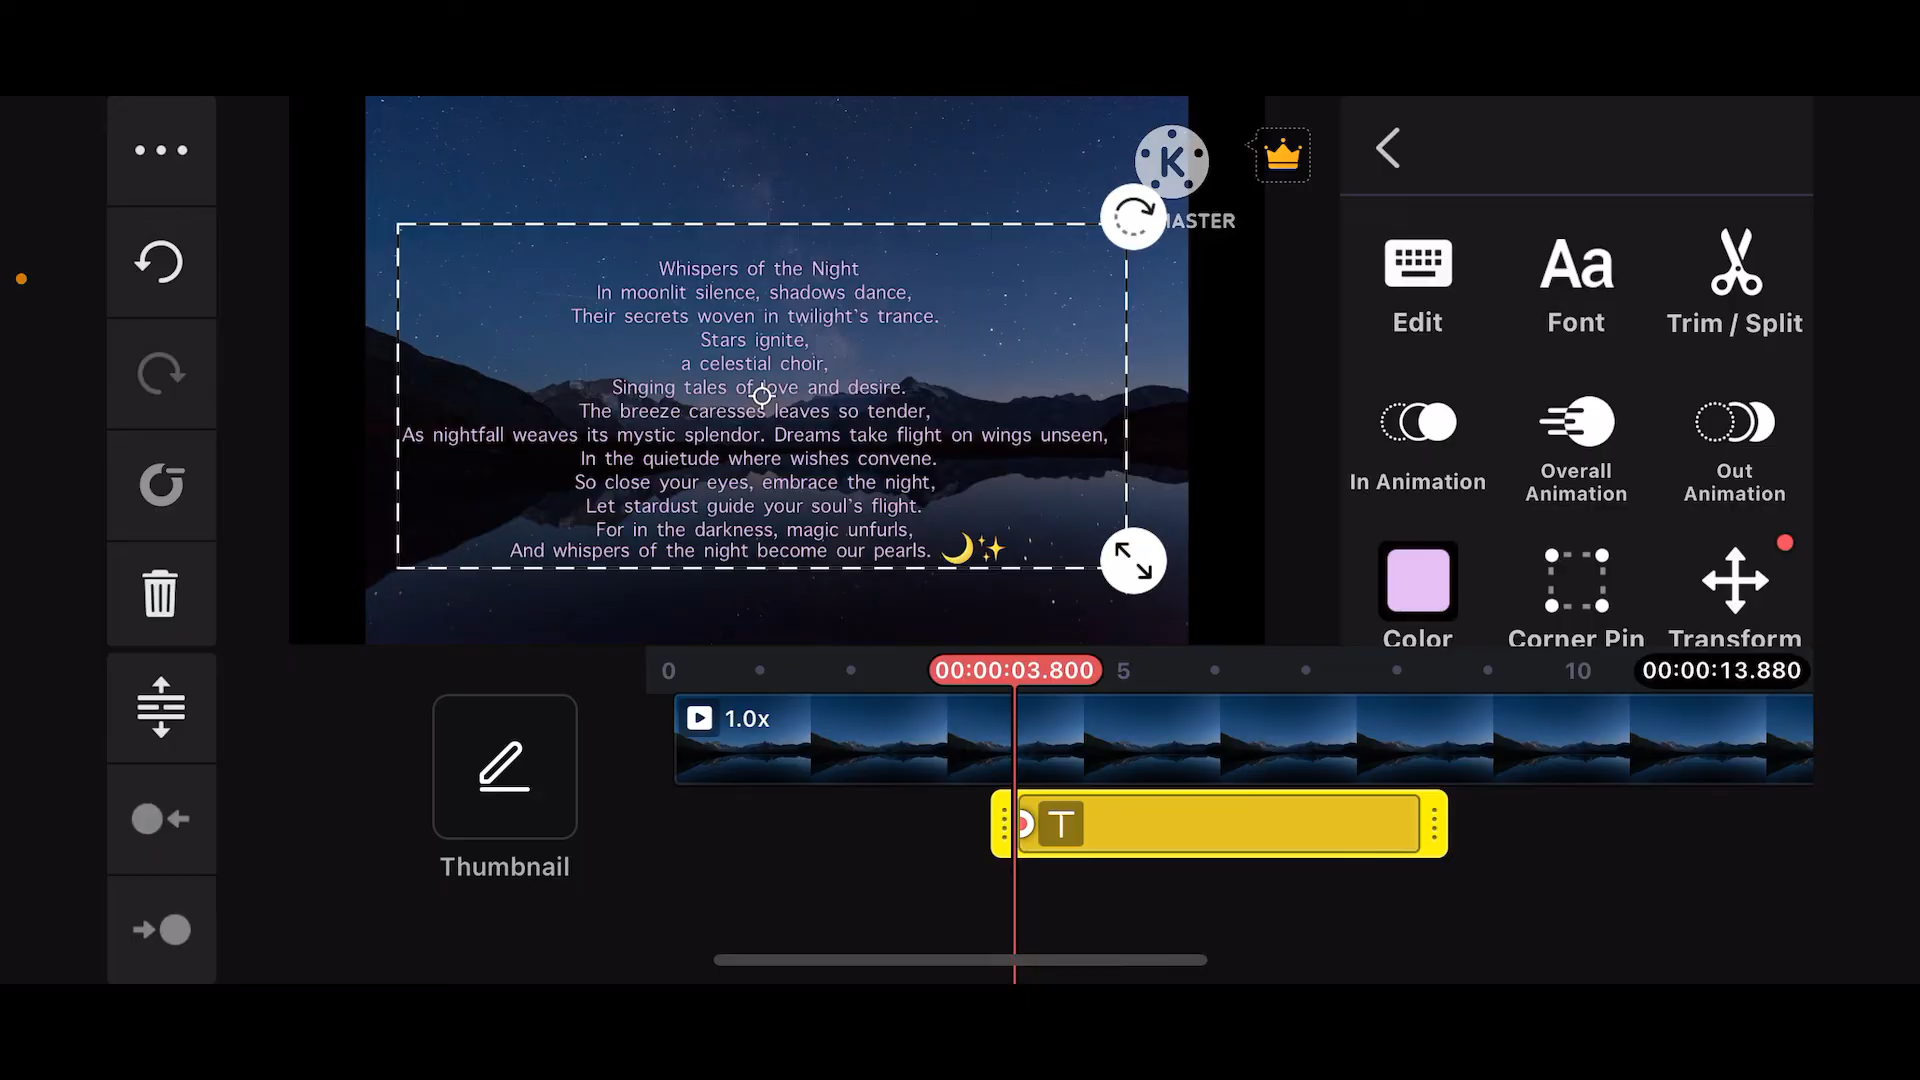 K
MASTER
Whispers of the Night
In moonlit silence, shadows dance,
Their secrets woven in twilight's trance.
Stars ignite,
a celestial choir,
Singing tales of love and desire.
The breeze caresses leaves so tender,
As nightfall weaves its mystic splendor. Dreams take flight on wings unseen,
In the quietude where wishes convene.
So close your eyes, embrace the night,
Let stardust guide your soul's flight.
For in the darkness, magic unfurls,
And whispers of the night become our pearls. 🌙✨
Edit
Aa
Font
Trim / Split
In Animation
Overall
Animation
Out
Animation
Color
Corner Pin
Transform
0
00:00:03.800
5
10
00:00:13.880
1.0x
T
Thumbnail